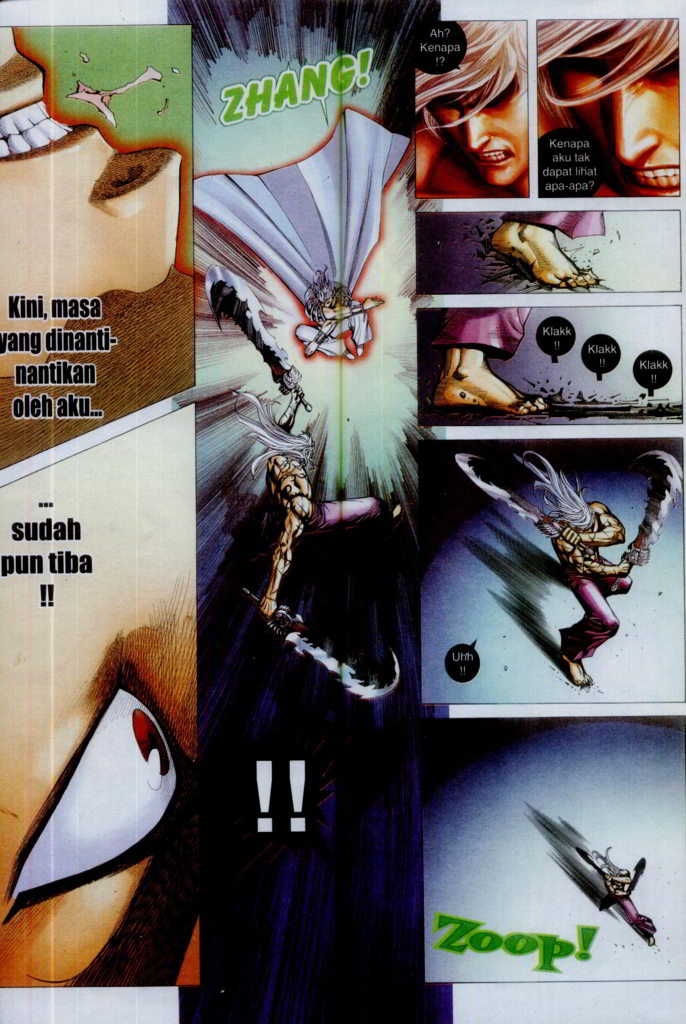 Kini, masa
yang dinanti-
nantikan
oleh aku...
...
sudah
pun tiba
!!
ZHANG!
!!
Ah?
Kenapa
!?
Kenapa
aku tak
dapat lihat
apa-apa?
Klakk
!!
Klakk
!!
Klakk
!!
Uhh
!!
Zoop!